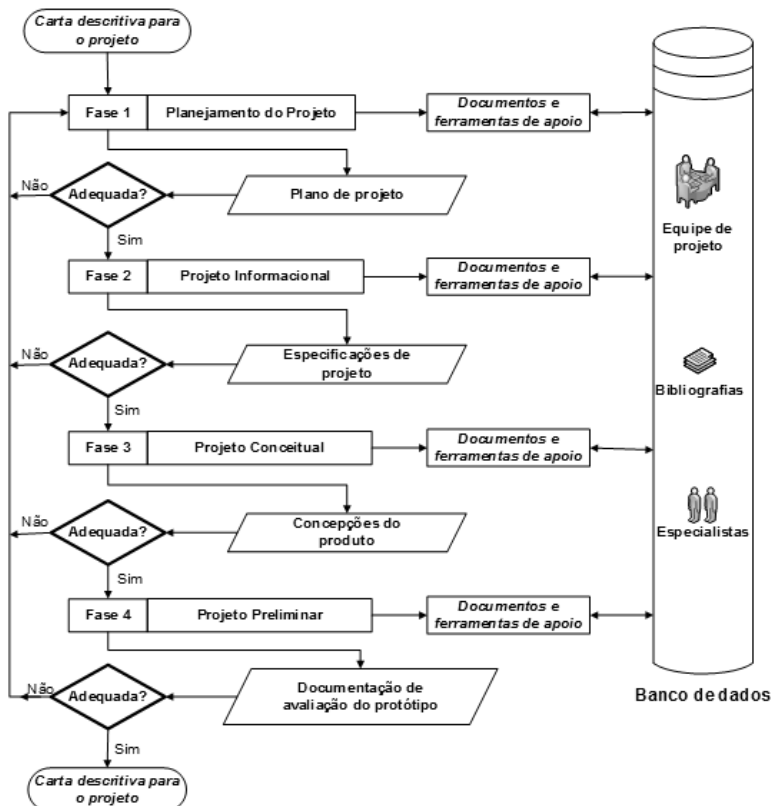 Carta descritiva para
o projeto
Fase 1
Planejamento do Projeto
Documentos e
ferramentas de apoio
Não
Adequada?
Plano de projeto
Sim
Equipe de
projeto
Fase 2
Projeto Informacional
Documentos e
ferramentas de apoio
Não
Adequada?
Especificações de
projeto
Sim
Bibliografias
Fase 3
Projeto Conceitual
Documentos e
ferramentas de apoio
Não
Adequada?
Concepções do
produto
Especialistas
Sim
Fase 4
Projeto Preliminar
Documentos e
ferramentas de apoio
Não
Adequada?
Documentação de
avaliação do protótipo
Banco de dados
Sim
Carta descritiva para
o projeto